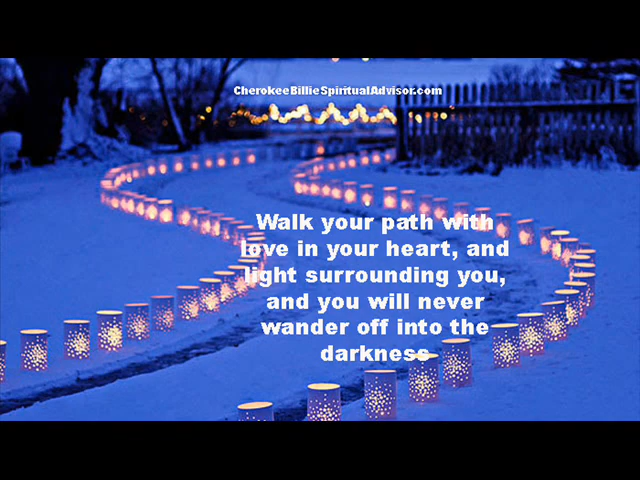 CherokeeBillieSpiritualAdvisor.com
Walk your path with
love in your heart, and
light surrounding you,
and you will never
wander off into the
darkness